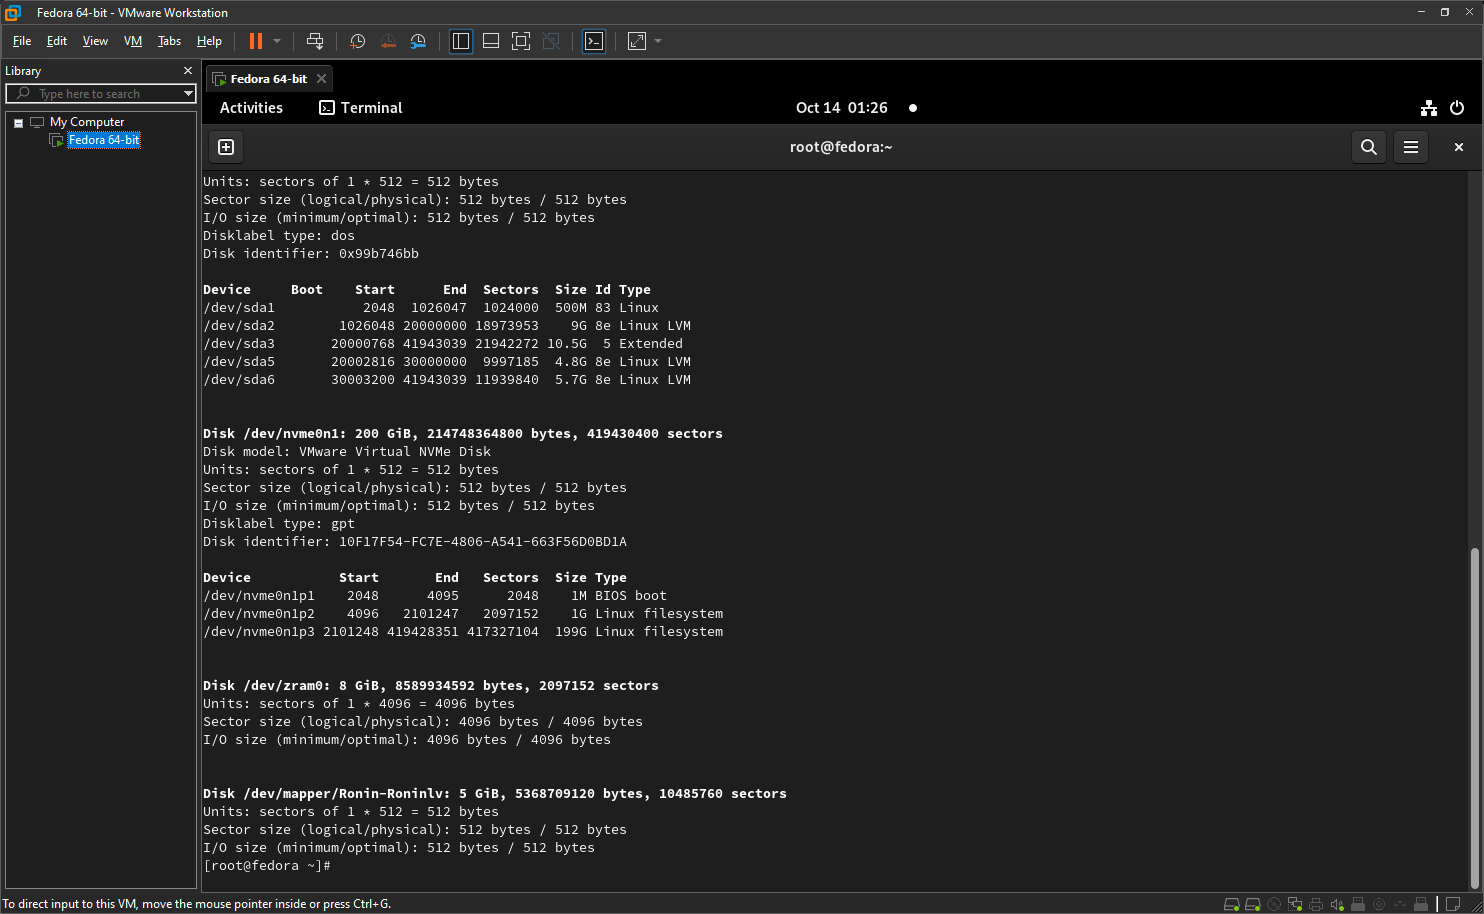 Fedora 64-bit - VMware Workstation
File Edit View VM Tabs Help
Library
Type here to search
My Computer
Fedora 64-bit
Fedora 64-bit
Activities Terminal Oct 14 01:26
root@fedora:~
Units: sectors of 1 * 512 = 512 bytes
Sector size (logical/physical): 512 bytes / 512 bytes
I/O size (minimum/optimal): 512 bytes / 512 bytes
Disklabel type: dos
Disk identifier: 0x99b746bb
Device     Boot    Start      End  Sectors  Size Id Type
/dev/sda1           2048  1026047  1024000  500M 83 Linux
/dev/sda2        1026048 20000000 18973953    9G 8e Linux LVM
/dev/sda3       20000768 41943039 21942272 10.5G  5 Extended
/dev/sda5       20002816 30000000  9997185  4.8G 8e Linux LVM
/dev/sda6       30003200 41943039 11939840  5.7G 8e Linux LVM
Disk /dev/nvme0n1: 200 GiB, 214748364800 bytes, 419430400 sectors
Disk model: VMware Virtual NVMe Disk
Units: sectors of 1 * 512 = 512 bytes
Sector size (logical/physical): 512 bytes / 512 bytes
I/O size (minimum/optimal): 512 bytes / 512 bytes
Disklabel type: gpt
Disk identifier: 10F17F54-FC7E-4806-A541-663F56D0BD1A
Device           Start       End   Sectors  Size Type
/dev/nvme0n1p1    2048      4095      2048    1M BIOS boot
/dev/nvme0n1p2    4096   2101247   2097152    1G Linux filesystem
/dev/nvme0n1p3 2101248 419428351 417327104  199G Linux filesystem
Disk /dev/zram0: 8 GiB, 8589934592 bytes, 2097152 sectors
Units: sectors of 1 * 4096 = 4096 bytes
Sector size (logical/physical): 4096 bytes / 4096 bytes
I/O size (minimum/optimal): 4096 bytes / 4096 bytes
Disk /dev/mapper/Ronin-Roninlv: 5 GiB, 5368709120 bytes, 10485760 sectors
Units: sectors of 1 * 512 = 512 bytes
Sector size (logical/physical): 512 bytes / 512 bytes
I/O size (minimum/optimal): 512 bytes / 512 bytes
[root@fedora ~]#
To direct input to this VM, move the mouse pointer inside or press Ctrl+G.